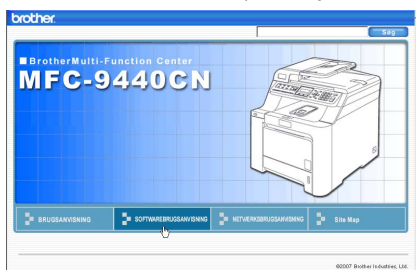 brother.
Søg
BrotherMulti-Function Center
MFC-9440CN
BRUGSANVISNING
SOFTWAREBRUGSANVISNING
NETVÆRKSBRUGSANVISNING
Site Map
©2007 Brother Industries, Ltd.